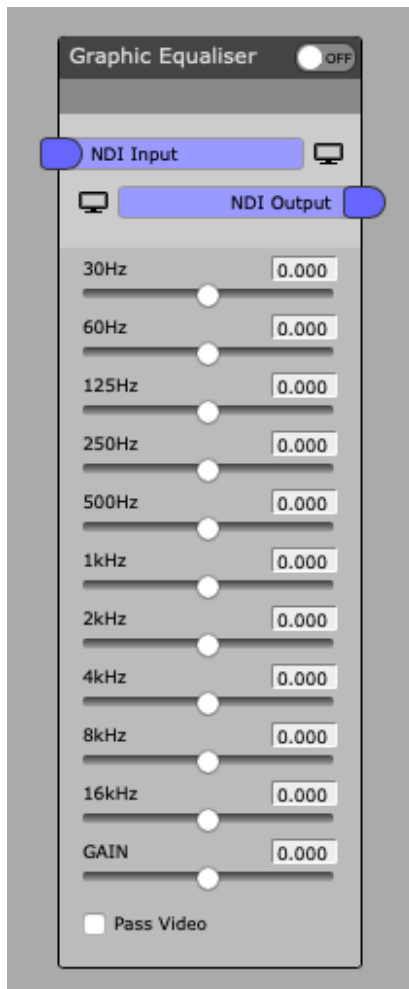 Graphic Equaliser OFF
NDI Input
NDI Output
30Hz 0.000
60Hz 0.000
125Hz 0.000
250Hz 0.000
500Hz 0.000
1kHz 0.000
2kHz 0.000
4kHz 0.000
8kHz 0.000
16kHz 0.000
GAIN 0.000
Pass Video